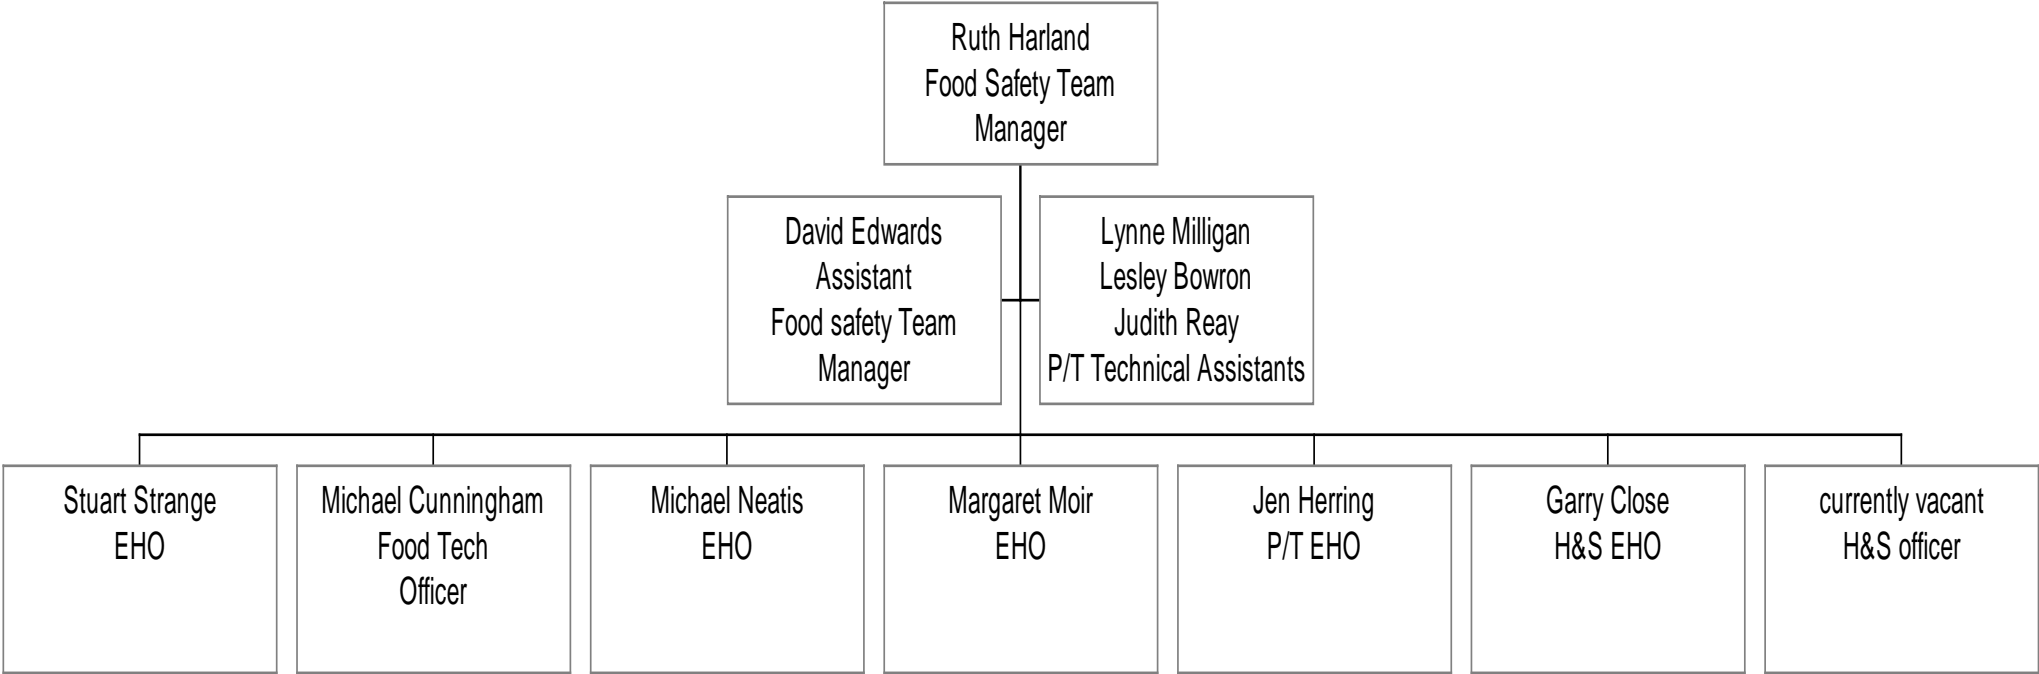 Ruth Harland
Food Safety Team
Manager
David Edwards
Assistant
Food safety Team
Manager
Lynne Milligan
Lesley Bowron
Judith Reay
P/T Technical Assistants
Stuart Strange
EHO
Michael Cunningham
Food Tech
Officer
Michael Neatis
EHO
Margaret Moir
EHO
Jen Herring
P/T EHO
Garry Close
H&S EHO
currently vacant
H&S officer